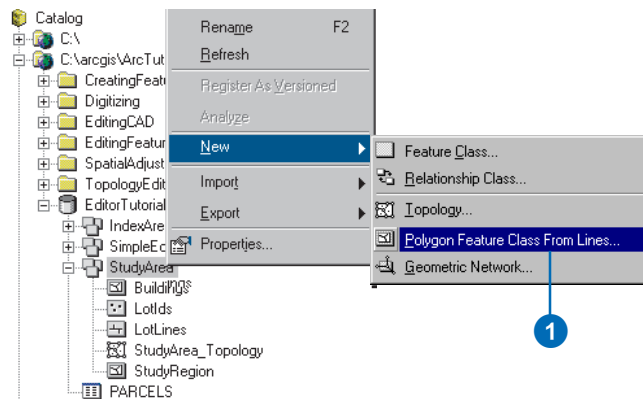 Catalog
C:\
C:\arcgis\ArcTut
CreatingFeat
Digitizing
EditingCAD
EditingFeatur
SpatialAdjust
TopologyEdit
EditorTutorial
IndexAre
SimpleEd
StudyArea
Buildings
LotIds
LotLines
StudyArea_Topology
StudyRegion
PARCELS
Rename F2
Refresh
Register As Versioned
Analyze
New
Import
Export
Properties...
Feature Class...
Relationship Class...
Topology...
Polygon Feature Class From Lines...
Geometric Network...
1